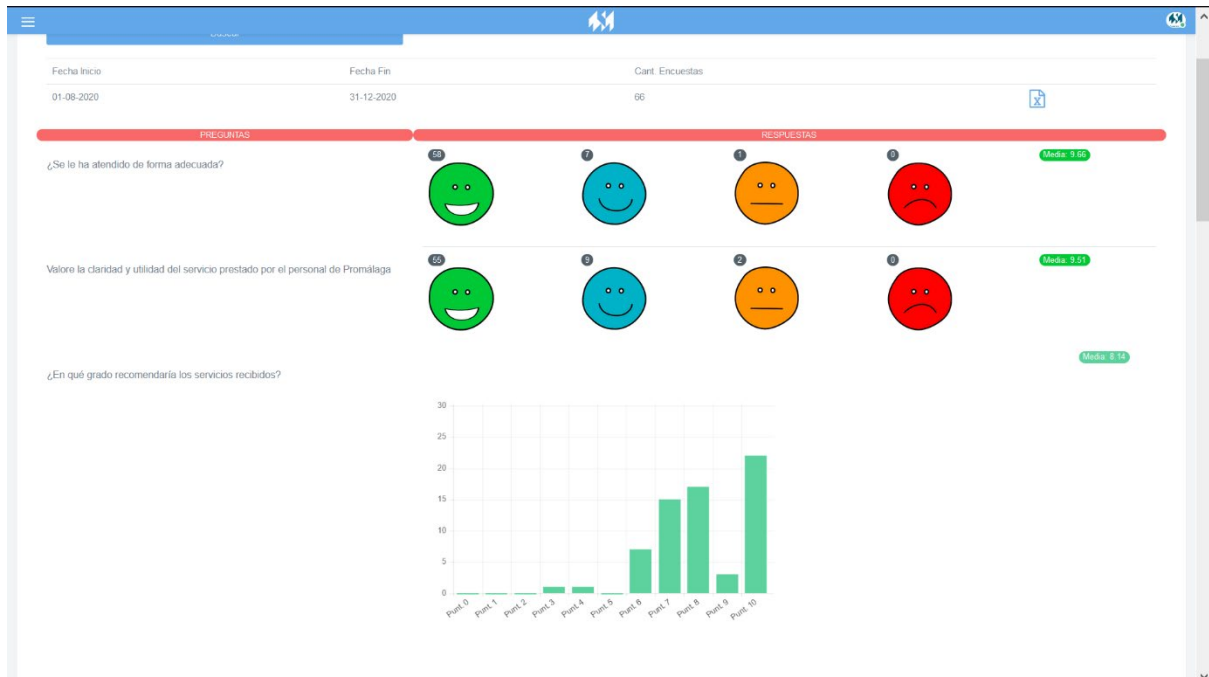 Fecha Inicio Fecha Fin Cant. Encuestas
01-08-2020 31-12-2020 66
PREGUNTAS RESPUESTAS
¿Se le ha atendido de forma adecuada? 58 7 1 0 Media: 9.66
Valore la claridad y utilidad del servicio prestado por el personal de Promálaga 55 9 2 0 Media: 9.51
Media: 8.14
¿En qué grado recomendaría los servicios recibidos?
30
25
20
15
10
5
0
Punt. 0 Punt. 1 Punt. 2 Punt. 3 Punt. 4 Punt. 5 Punt. 6 Punt. 7 Punt. 8 Punt. 9 Punt. 10